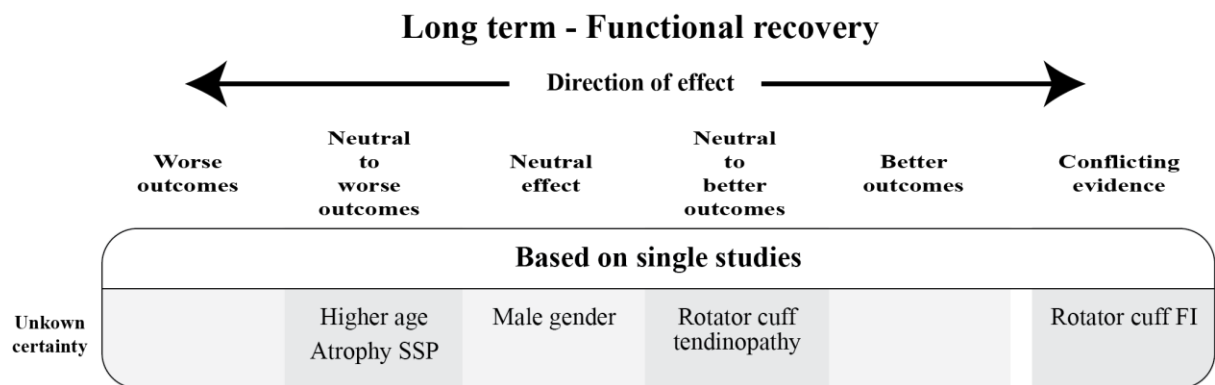 Long term - Functional recovery
Direction of effect
Worse
outcomes
Neutral
to
worse
outcomes
Neutral
effect
Neutral
to
better
outcomes
Better
outcomes
Conflicting
evidence
Based on single studies
Unkown
certainty
Higher age
Atrophy SSP
Male gender
Rotator cuff
tendinopathy
Rotator cuff FI